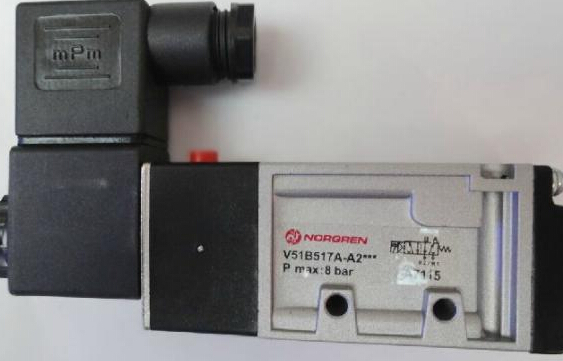 mPm
NORGREN
V51B517A-A2***
P max:8 bar